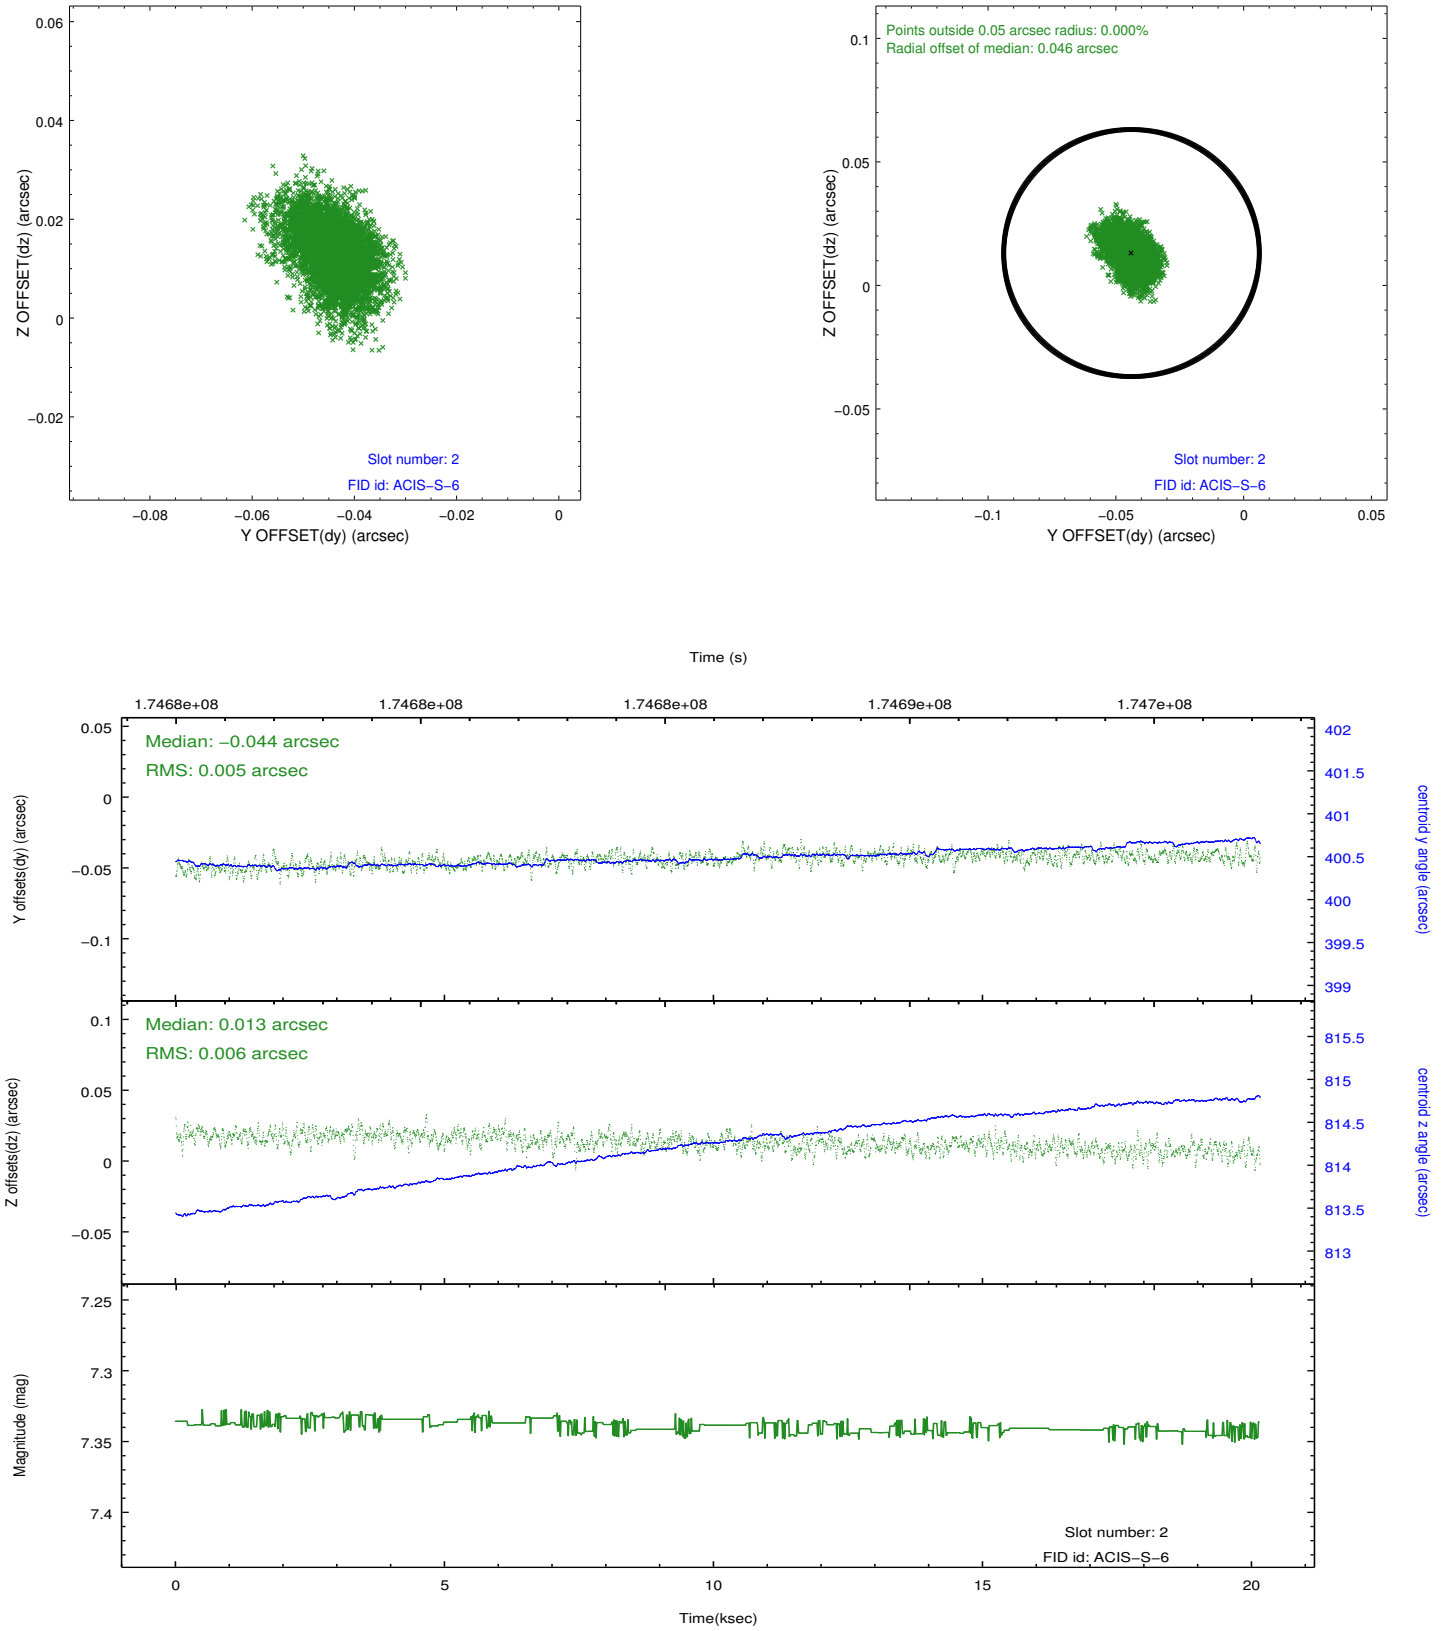 0.06
0.04
0.02
0
−0.02
Z OFFSET(dz) (arcsec)
Slot number: 2
FID id: ACIS−S−6
−0.08 −0.06 −0.04 −0.02 0
Y OFFSET(dy) (arcsec)
Points outside 0.05 arcsec radius: 0.000%
Radial offset of median: 0.046 arcsec
0.1
0.05
0
−0.05
Z OFFSET(dz) (arcsec)
Slot number: 2
FID id: ACIS−S−6
−0.1 −0.05 0 0.05
Y OFFSET(dy) (arcsec)
Time (s)
1.7468e+08 1.7468e+08 1.7468e+08 1.7469e+08 1.747e+08
Median: −0.044 arcsec
RMS: 0.005 arcsec
0.05
0
−0.05
−0.1
Y offsets(dy) (arcsec)
402
401.5
401
400.5
400
399.5
399
centroid y angle (arcsec)
Median: 0.013 arcsec
RMS: 0.006 arcsec
0.1
0.05
0
−0.05
Z offsets(dz) (arcsec)
815.5
815
814.5
814
813.5
813
centroid z angle (arcsec)
7.25
7.3
7.35
7.4
Magnitude (mag)
Slot number: 2
FID id: ACIS−S−6
0 5 10 15 20
Time(ksec)